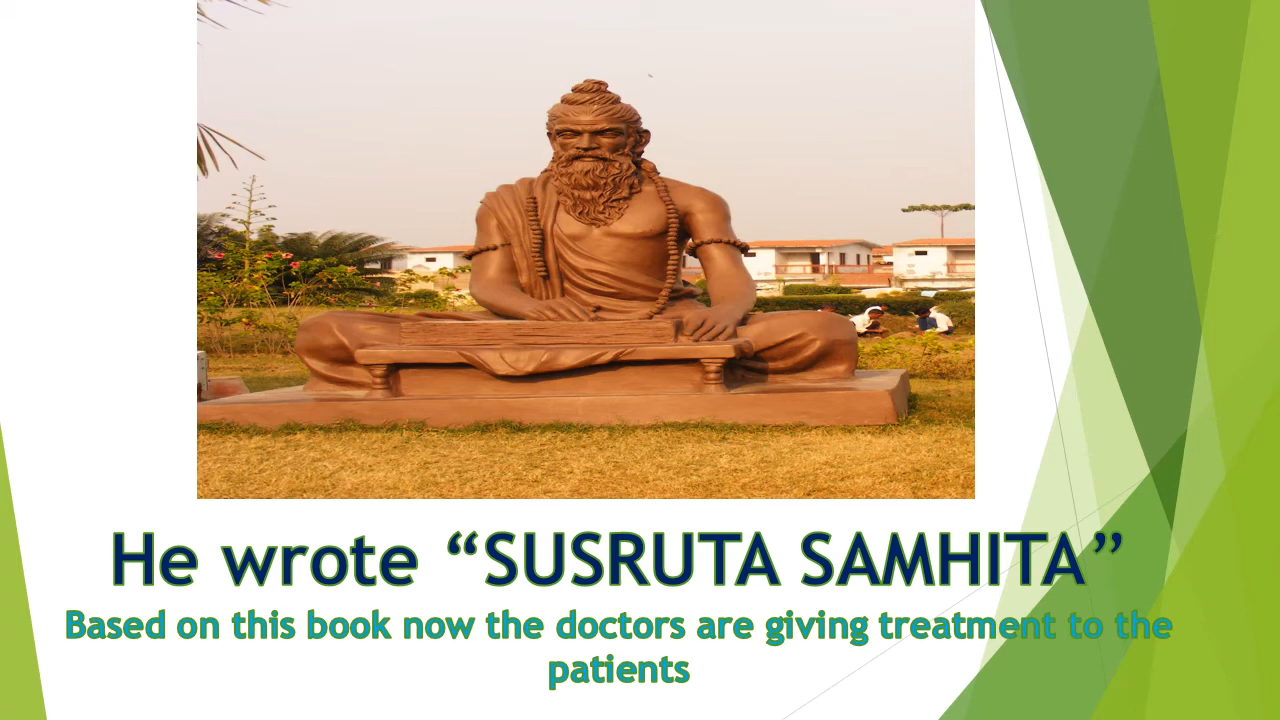 He wrote “SUSRUTA SAMHITA”
Based on this book now the doctors are giving treatment to the
patients